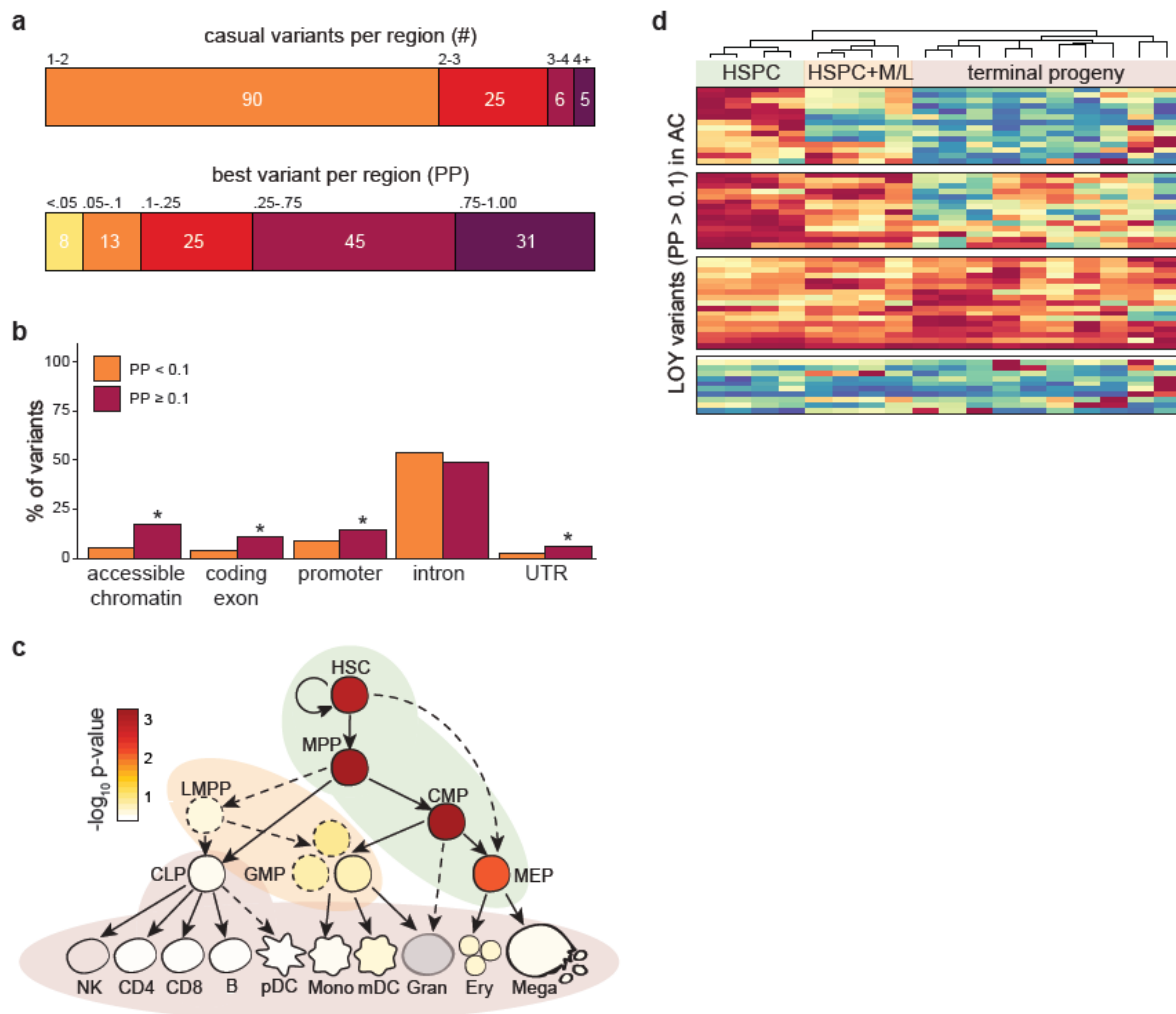 a
casual variants per region (#)
1-2 2-3 3-4 4+
90 25 6 5
best variant per region (PP)
<.05 .05-.1 .1-.25 .25-.75 .75-1.00
8 13 25 45 31
b
% of variants
100
75
50
25
0
PP < 0.1
PP ≥ 0.1
* * * *
accessible chromatin
coding exon
promoter
intron
UTR
c
-log10 p-value
3
2
1
HSC
MPP
LMPP
CMP
CLP
GMP
MEP
NK CD4 CD8 B pDC Mono mDC Gran Ery Mega
d
HSPC HSPC+M/L terminal progeny
LOY variants (PP > 0.1) in AC